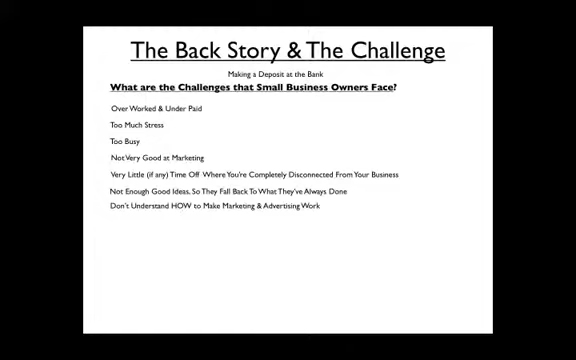 The Back Story & The Challenge
Making a Deposit at the Bank
What are the Challenges that Small Business Owners Face?
Over Worked & Under Paid
Too Much Stress
Too Busy
Not Very Good at Marketing
Very Little (if any) Time Off Where You're Completely Disconnected From Your Business
Not Enough Good Ideas, So They Fall Back To What They've Always Done
Don't Understand HOW to Make Marketing & Advertising Work